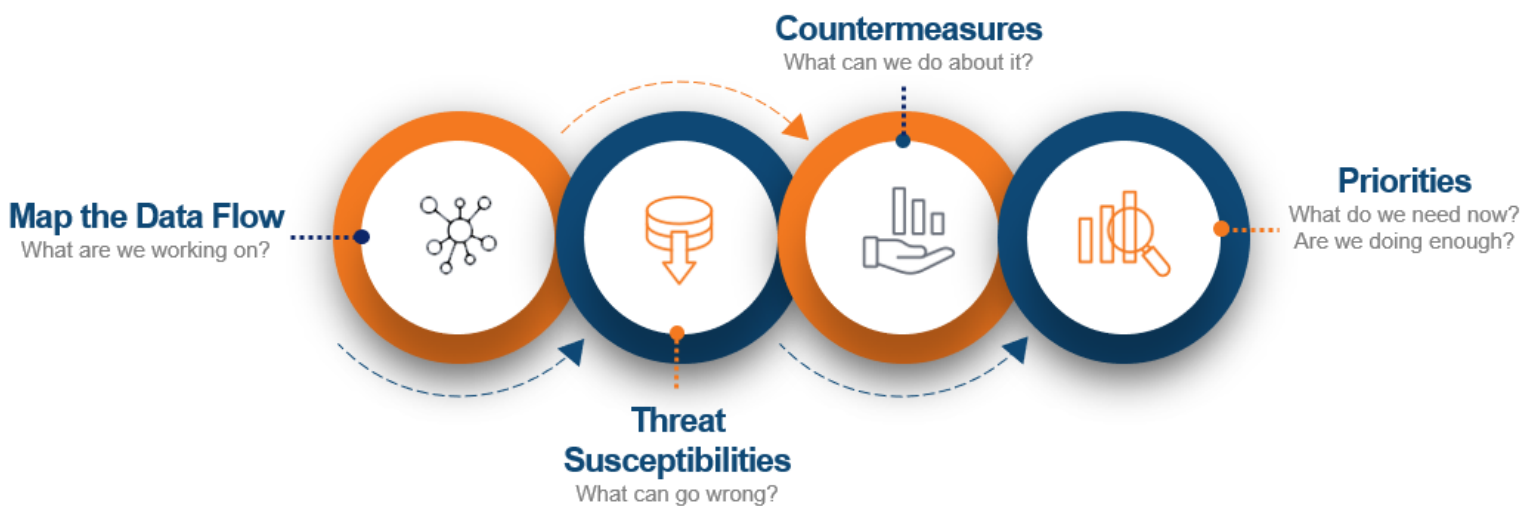 Map the Data Flow
What are we working on?
Threat
Susceptibilities
What can go wrong?
Countermeasures
What can we do about it?
Priorities
What do we need now?
Are we doing enough?